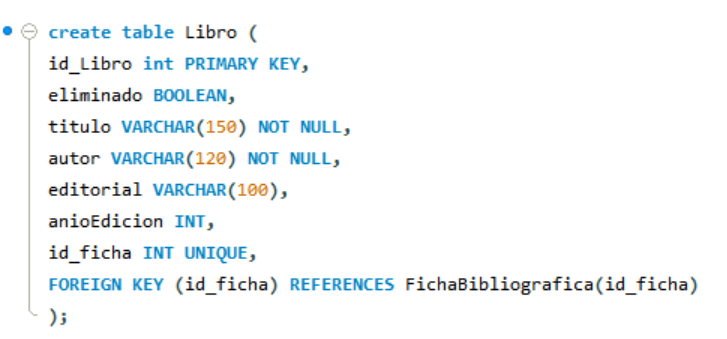 create table Libro (
id_Libro int PRIMARY KEY,
eliminado BOOLEAN,
titulo VARCHAR(150) NOT NULL,
autor VARCHAR(120) NOT NULL,
editorial VARCHAR(100),
anioEdicion INT,
id_ficha INT UNIQUE,
FOREIGN KEY (id_ficha) REFERENCES FichaBibliografica(id_ficha)
);